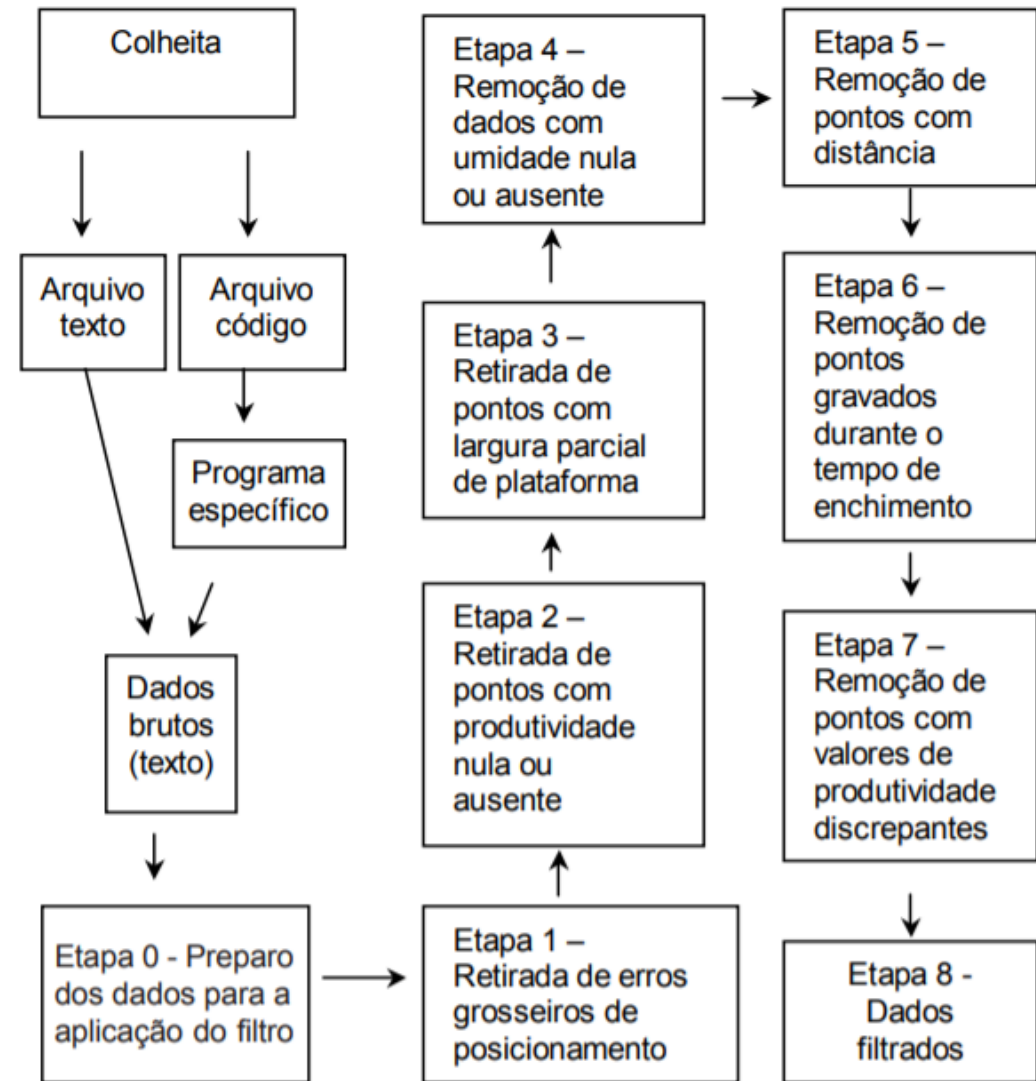 Colheita
Arquivo
texto
Arquivo
código
Programa
específico
Dados
brutos
(texto)
Etapa 0 - Preparo
dos dados para a
aplicação do filtro
Etapa 1 –
Retirada de erros
grosseiros de
posicionamento
Etapa 2 –
Retirada de
pontos com
produtividade
nula ou
ausente
Etapa 3 –
Retirada de
pontos com
largura parcial
de plataforma
Etapa 4 –
Remoção de
dados com
umidade nula
ou ausente
Etapa 5 –
Remoção de
pontos com
distância
Etapa 6 –
Remoção de
pontos
gravados
durante o
tempo de
enchimento
Etapa 7 –
Remoção de
pontos com
valores de
produtividade
discrepantes
Etapa 8 -
Dados
filtrados